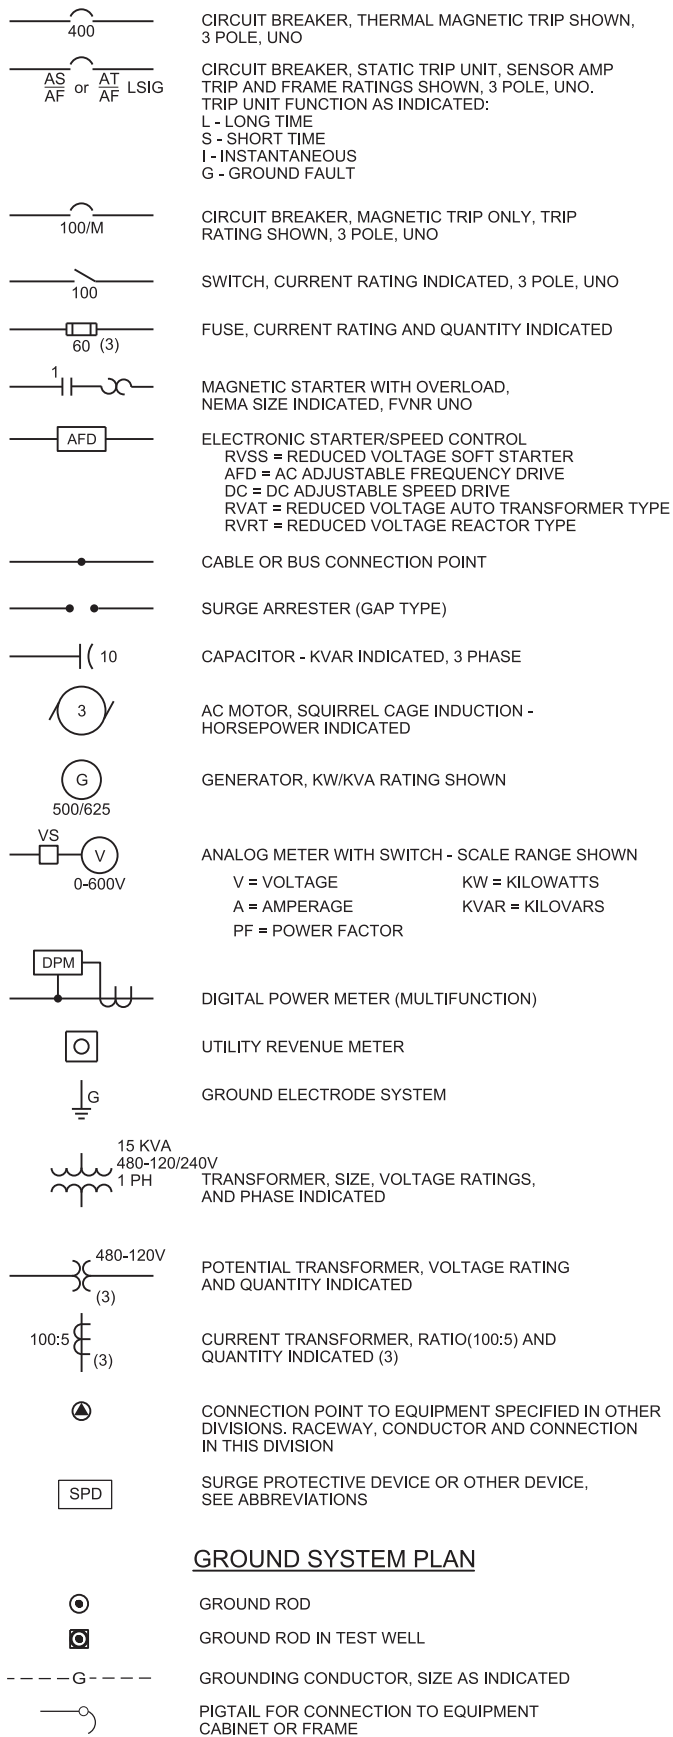 400
CIRCUIT BREAKER, THERMAL MAGNETIC TRIP SHOWN,
3 POLE, UNO
AS/AF or AT/AF LSIG
CIRCUIT BREAKER, STATIC TRIP UNIT, SENSOR AMP
TRIP AND FRAME RATINGS SHOWN, 3 POLE, UNO.
TRIP UNIT FUNCTION AS INDICATED:
L - LONG TIME
S - SHORT TIME
I - INSTANTANEOUS
G - GROUND FAULT
100/M
CIRCUIT BREAKER, MAGNETIC TRIP ONLY, TRIP
RATING SHOWN, 3 POLE, UNO
100
SWITCH, CURRENT RATING INDICATED, 3 POLE, UNO
60 (3)
FUSE, CURRENT RATING AND QUANTITY INDICATED
1
MAGNETIC STARTER WITH OVERLOAD,
NEMA SIZE INDICATED, FVNR UNO
AFD
ELECTRONIC STARTER/SPEED CONTROL
RVSS = REDUCED VOLTAGE SOFT STARTER
AFD = AC ADJUSTABLE FREQUENCY DRIVE
DC = DC ADJUSTABLE SPEED DRIVE
RVAT = REDUCED VOLTAGE AUTO TRANSFORMER TYPE
RVRT = REDUCED VOLTAGE REACTOR TYPE
CABLE OR BUS CONNECTION POINT
SURGE ARRESTER (GAP TYPE)
10
CAPACITOR - KVAR INDICATED, 3 PHASE
3
AC MOTOR, SQUIRREL CAGE INDUCTION -
HORSEPOWER INDICATED
G
500/625
GENERATOR, KW/KVA RATING SHOWN
VS
V
0-600V
ANALOG METER WITH SWITCH - SCALE RANGE SHOWN
V = VOLTAGE KW = KILOWATTS
A = AMPERAGE KVAR = KILOVARS
PF = POWER FACTOR
DPM
DIGITAL POWER METER (MULTIFUNCTION)
UTILITY REVENUE METER
G
GROUND ELECTRODE SYSTEM
15 KVA
480-120/240V
1 PH
TRANSFORMER, SIZE, VOLTAGE RATINGS,
AND PHASE INDICATED
480-120V
(3)
POTENTIAL TRANSFORMER, VOLTAGE RATING
AND QUANTITY INDICATED
100:5
(3)
CURRENT TRANSFORMER, RATIO(100:5) AND
QUANTITY INDICATED (3)
CONNECTION POINT TO EQUIPMENT SPECIFIED IN OTHER
DIVISIONS. RACEWAY, CONDUCTOR AND CONNECTION
IN THIS DIVISION
SPD
SURGE PROTECTIVE DEVICE OR OTHER DEVICE,
SEE ABBREVIATIONS
GROUND SYSTEM PLAN
GROUND ROD
GROUND ROD IN TEST WELL
G
GROUNDING CONDUCTOR, SIZE AS INDICATED
PIGTAIL FOR CONNECTION TO EQUIPMENT
CABINET OR FRAME